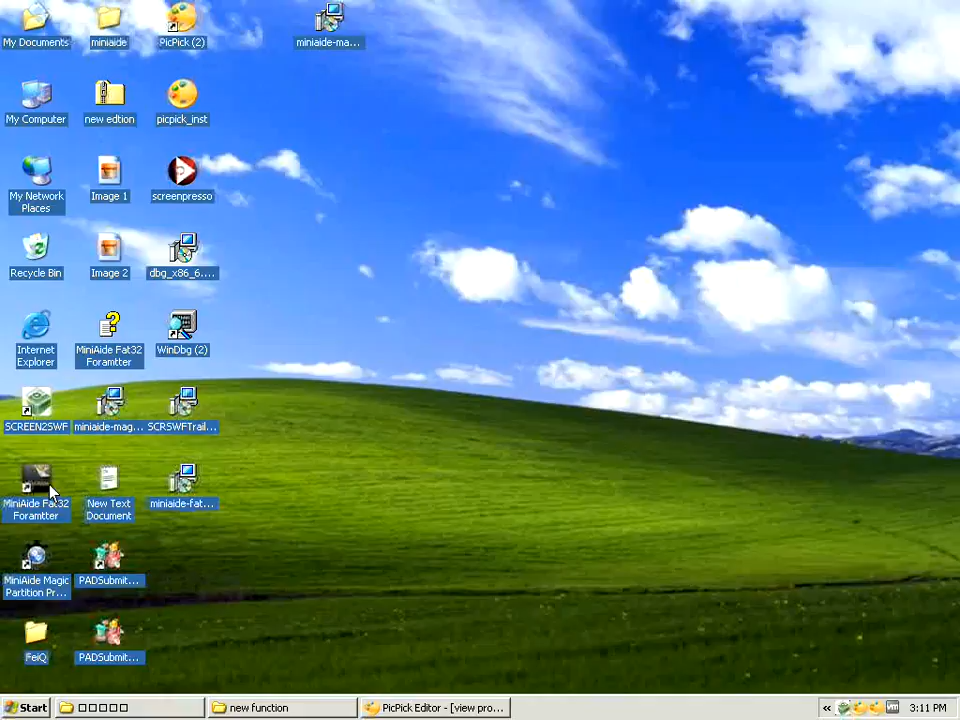 My Documents
miniaide
PicPick (2)
miniaide-ma...
My Computer
new edtion
picpick_inst
My Network
Places
Image 1
screenpresso
Recycle Bin
Image 2
dbg_x86_6....
Internet
Explorer
MiniAide Fat32
Foramtter
WinDbg (2)
SCREEN2SWF
miniaide-mag...
SCRSWFTrail...
MiniAide Fat32
Foramtter
New Text
Document
miniaide-fat...
MiniAide Magic
Partition Pr...
PADSubmit...
FeiQ
PADSubmit...
Start
□□□□□
new function
PicPick Editor - [view pro...
«
vm
3:11 PM